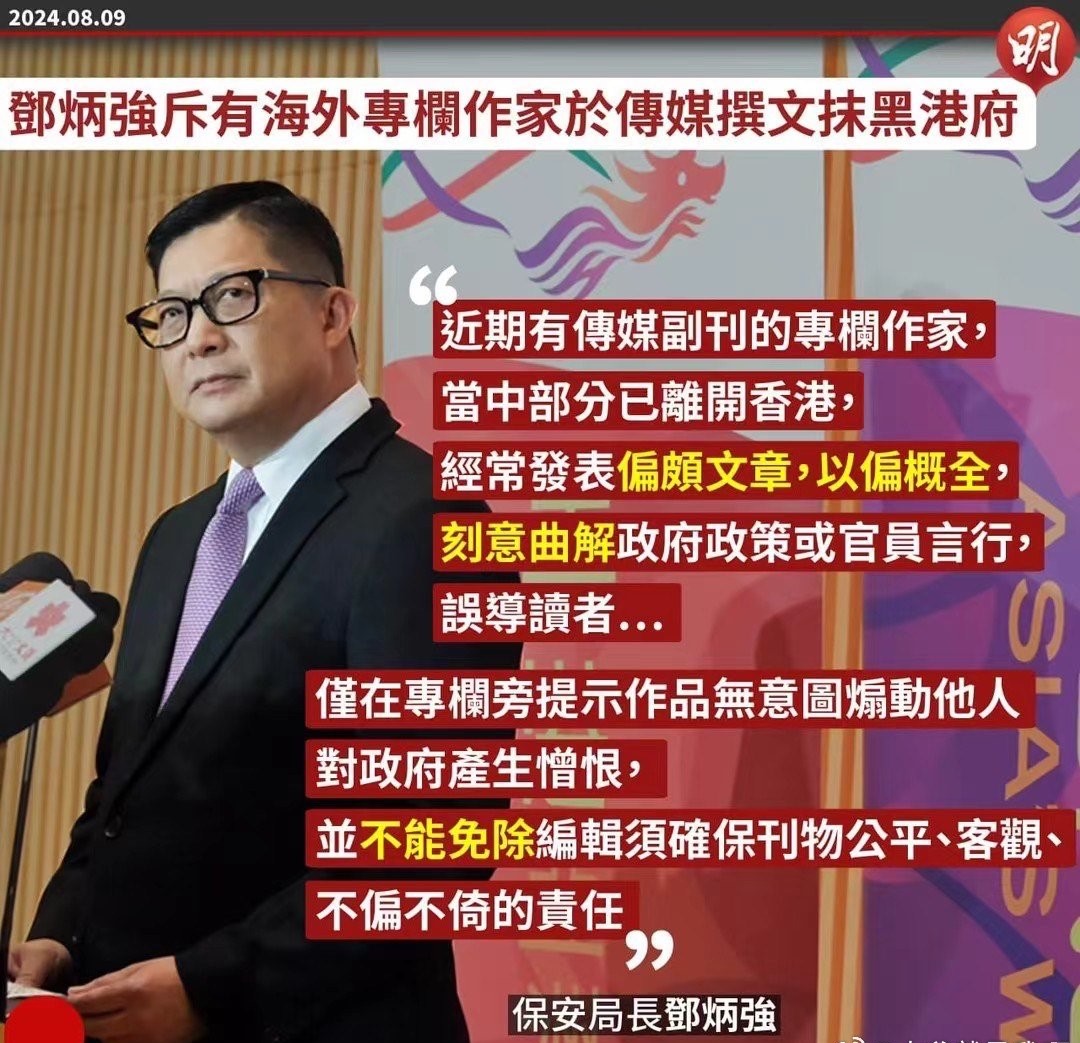 2024.08.09
明
鄧炳強斥有海外專欄作家於傳媒撰文抹黑港府
“
近期有傳媒副刊的專欄作家，
當中部分已離開香港，
經常發表偏頗文章，以偏概全，
刻意曲解政府政策或官員言行，
誤導讀者…
僅在專欄旁提示作品無意圖煽動他人
對政府產生憎恨，
並不能免除編輯須確保刊物公平、客觀、
不偏不倚的責任
”
保安局長鄧炳強
ASIA'S W